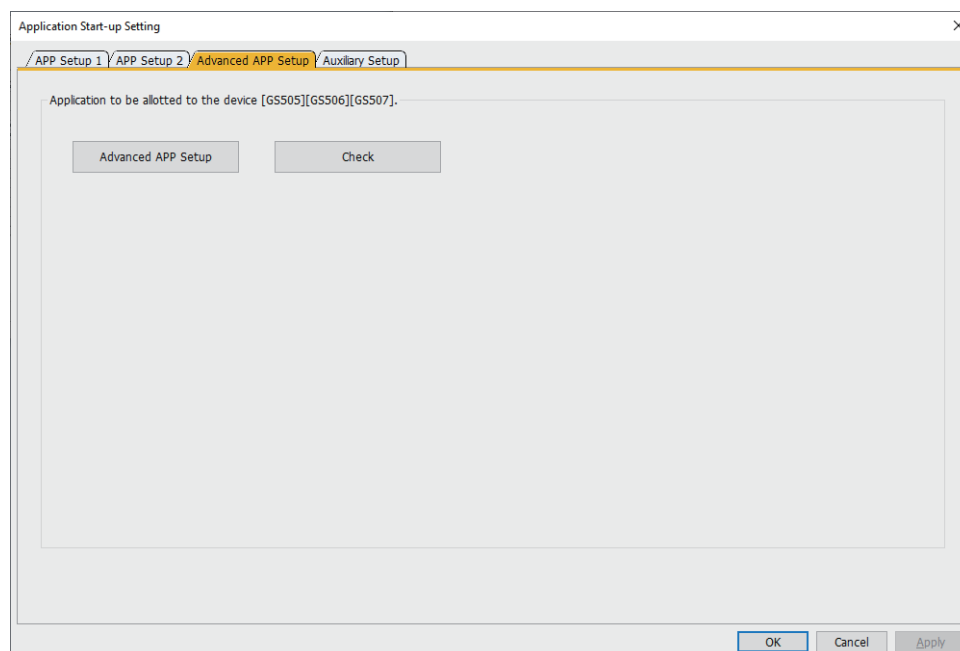 Application Start-up Setting
APP Setup 1 APP Setup 2 Advanced APP Setup Auxiliary Setup
Application to be allotted to the device [GS505][GS506][GS507].
Advanced APP Setup Check
OK Cancel Apply